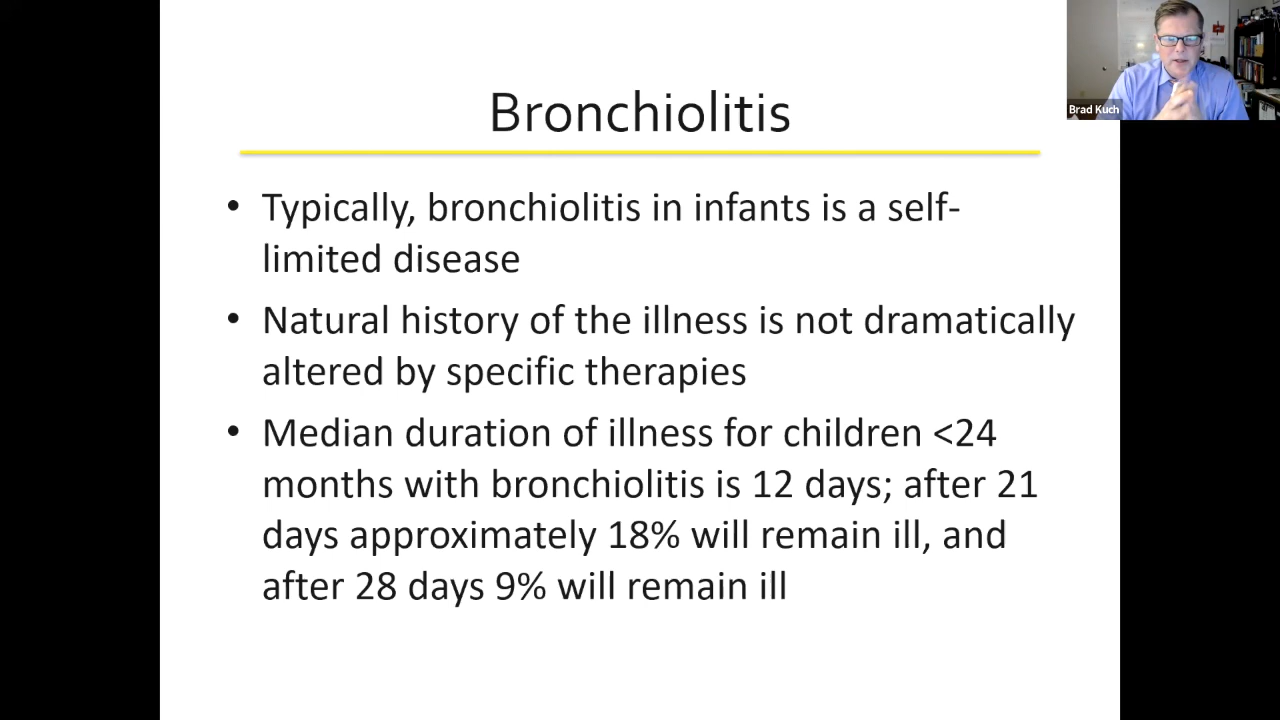 Bronchiolitis
Brad Kuch
• Typically, bronchiolitis in infants is a self-
limited disease
• Natural history of the illness is not dramatically
altered by specific therapies
• Median duration of illness for children <24
months with bronchiolitis is 12 days; after 21
days approximately 18% will remain ill, and
after 28 days 9% will remain ill